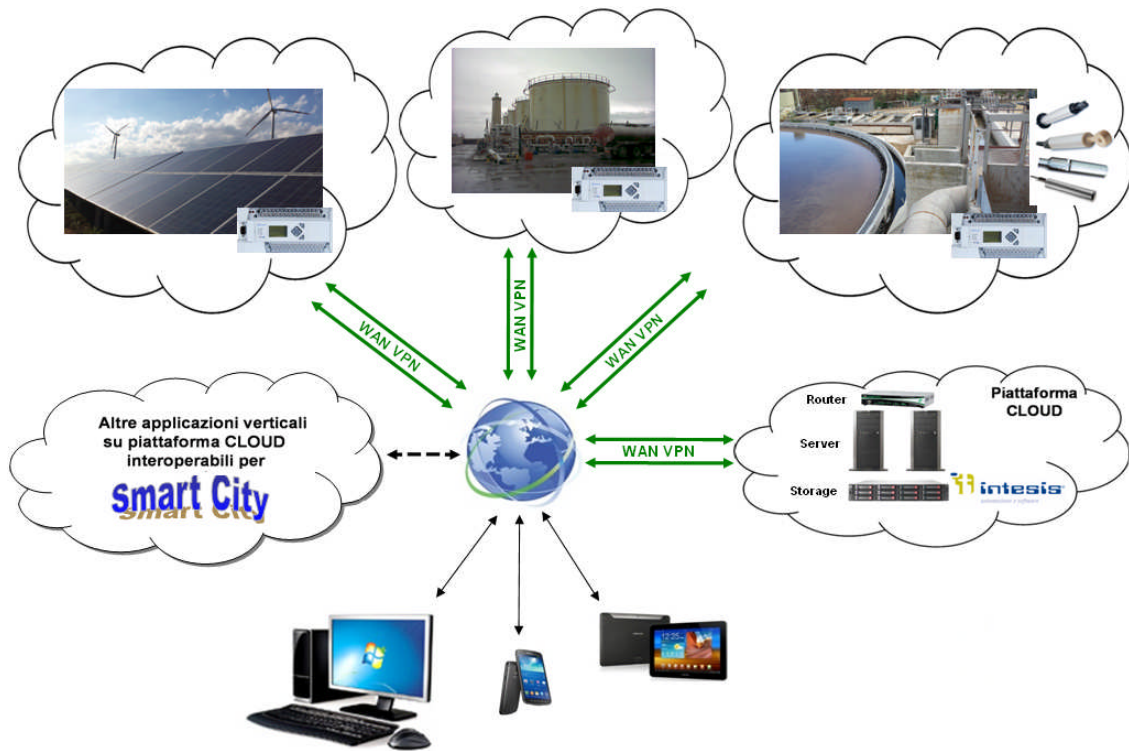 WAN VPN
WAN VPN
WAN VPN
Altre applicazioni verticali
su piattaforma CLOUD
interoperabili per
Smart City
WAN VPN
Piattaforma
CLOUD
Router
Server
Storage
intesis